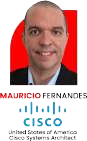 MAURICIO FERNANDES
CISCO
United States of America
Cisco Systems Architect